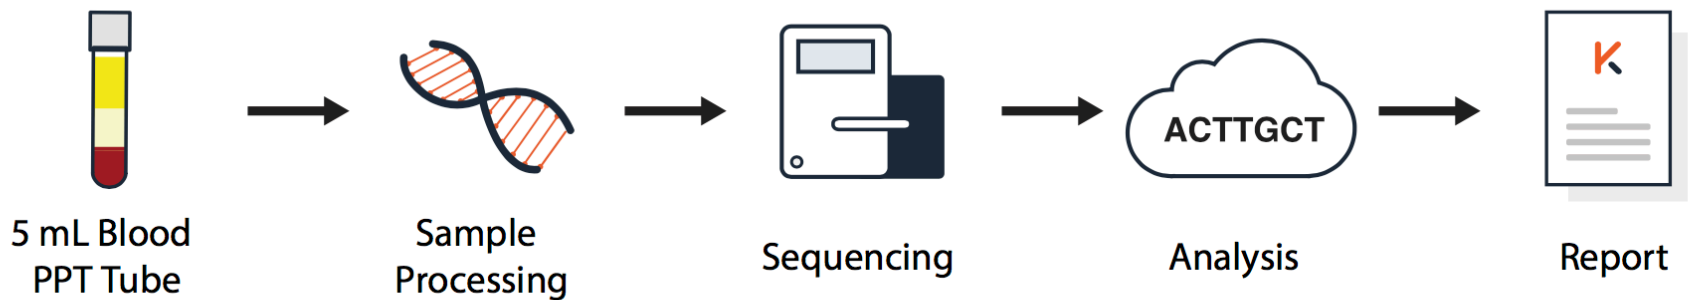 ACTTGCT
5 mL Blood
PPT Tube
Sample
Processing
Sequencing
Analysis
Report